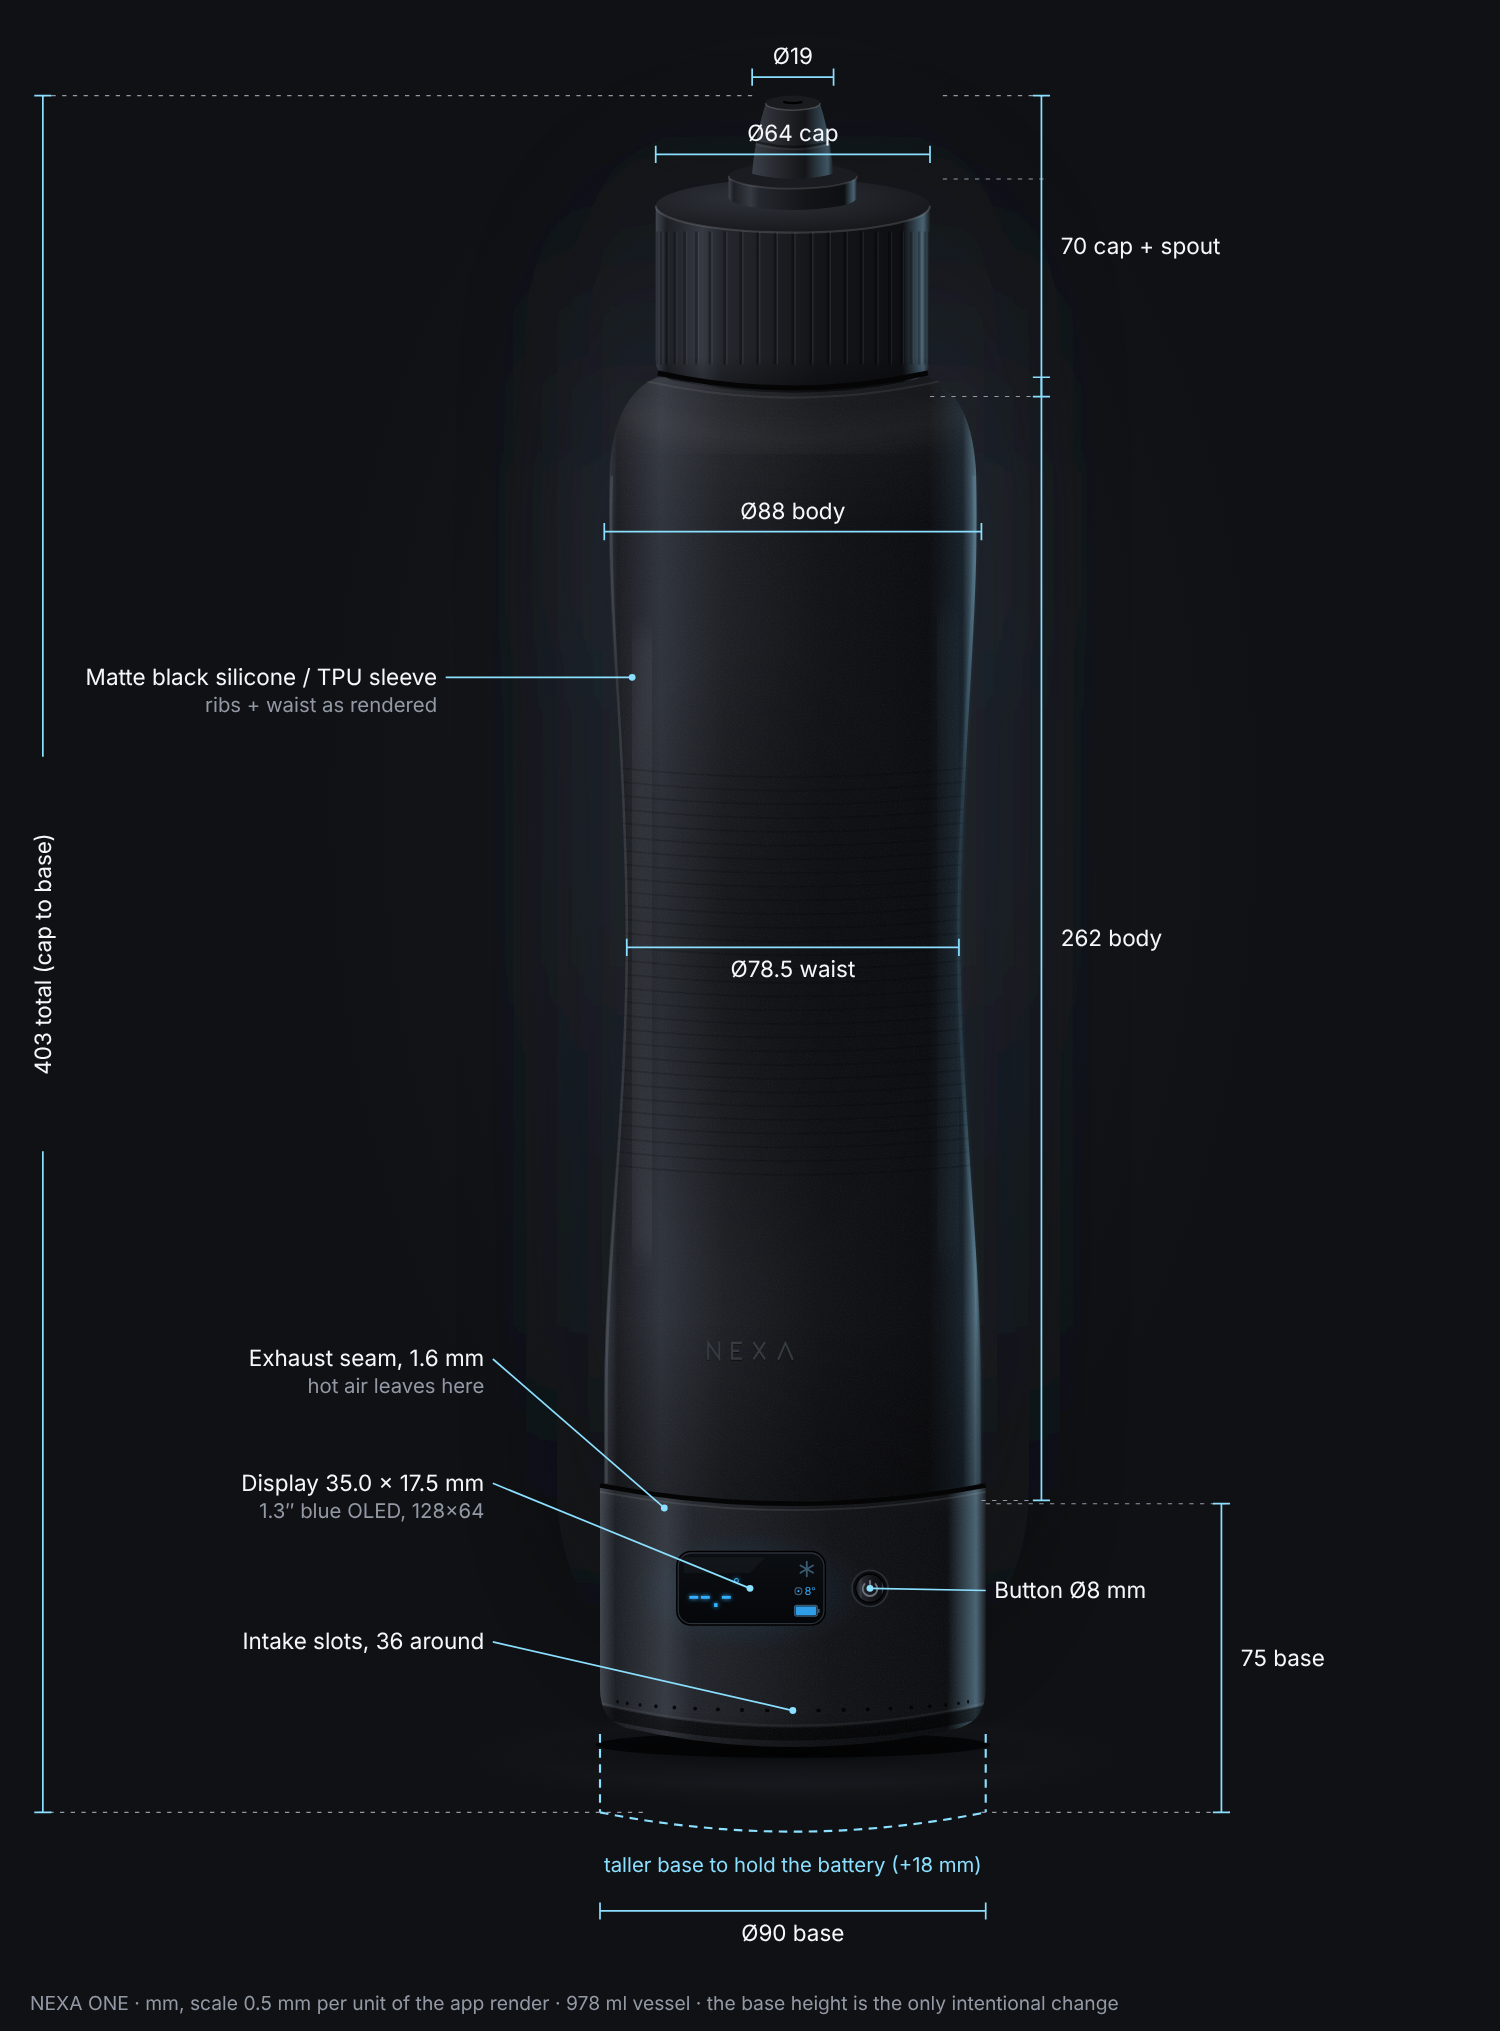 Ø19
Ø64 cap
70 cap + spout
Ø88 body
Matte black silicone / TPU sleeve
ribs + waist as rendered
403 total (cap to base)
262 body
Ø78.5 waist
NEXA
Exhaust seam, 1.6 mm
hot air leaves here
Display 35.0 × 17.5 mm
1.3″ blue OLED, 128×64
--.-°
8°
Button Ø8 mm
Intake slots, 36 around
75 base
taller base to hold the battery (+18 mm)
Ø90 base
NEXA ONE · mm, scale 0.5 mm per unit of the app render · 978 ml vessel · the base height is the only intentional change